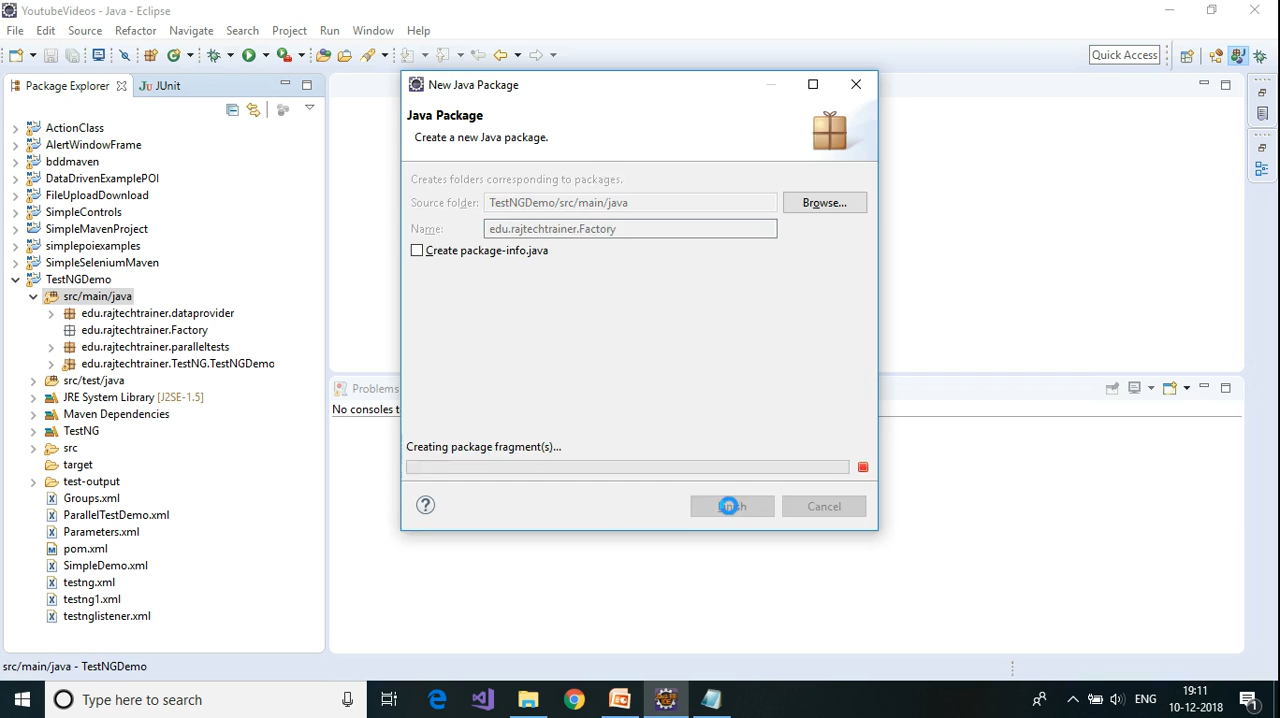 YoutubeVideos - Java - Eclipse
File Edit Source Refactor Navigate Search Project Run Window Help
Quick Access
Package Explorer JUnit
ActionClass
AlertWindowFrame
bddmaven
DataDrivenExamplePOI
FileUploadDownload
SimpleControls
SimpleMavenProject
simplepoiexamples
SimpleSeleniumMaven
TestNGDemo
src/main/java
edu.rajtechtrainer.dataprovider
edu.rajtechtrainer.Factory
edu.rajtechtrainer.paralleltests
edu.rajtechtrainer.TestNG.TestNGDemo
src/test/java
JRE System Library [J2SE-1.5]
Maven Dependencies
TestNG
src
target
test-output
Groups.xml
ParallelTestDemo.xml
Parameters.xml
pom.xml
SimpleDemo.xml
testng.xml
testng1.xml
testnglistener.xml
New Java Package
Java Package
Create a new Java package.
Creates folders corresponding to packages.
Source folder: TestNGDemo/src/main/java Browse...
Name: edu.rajtechtrainer.Factory
Create package-info.java
Creating package fragment(s)...
Cancel
Problems
No consoles t
src/main/java - TestNGDemo
Type here to search
ENG
19:11
10-12-2018
1